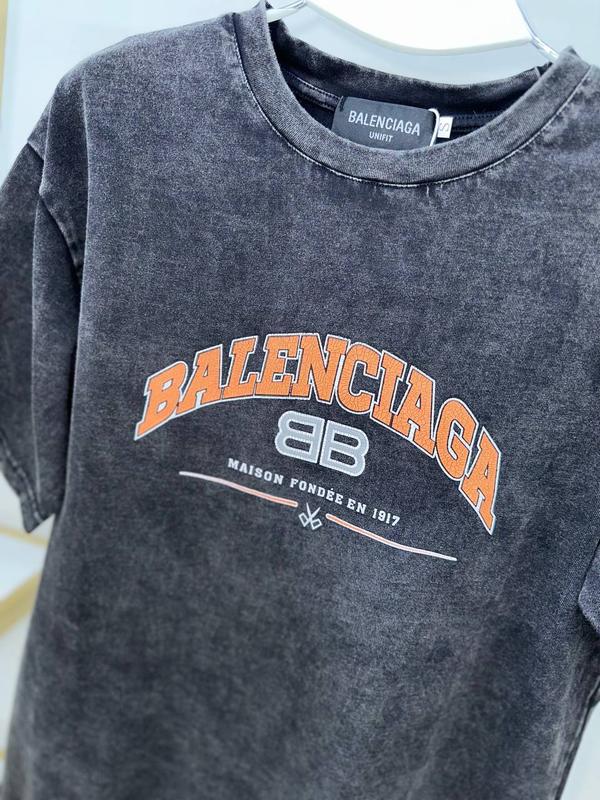 BALENCIAGA
UNIFIT
S
BALENCIAGA
BB
MAISON FONDÉE EN 1917